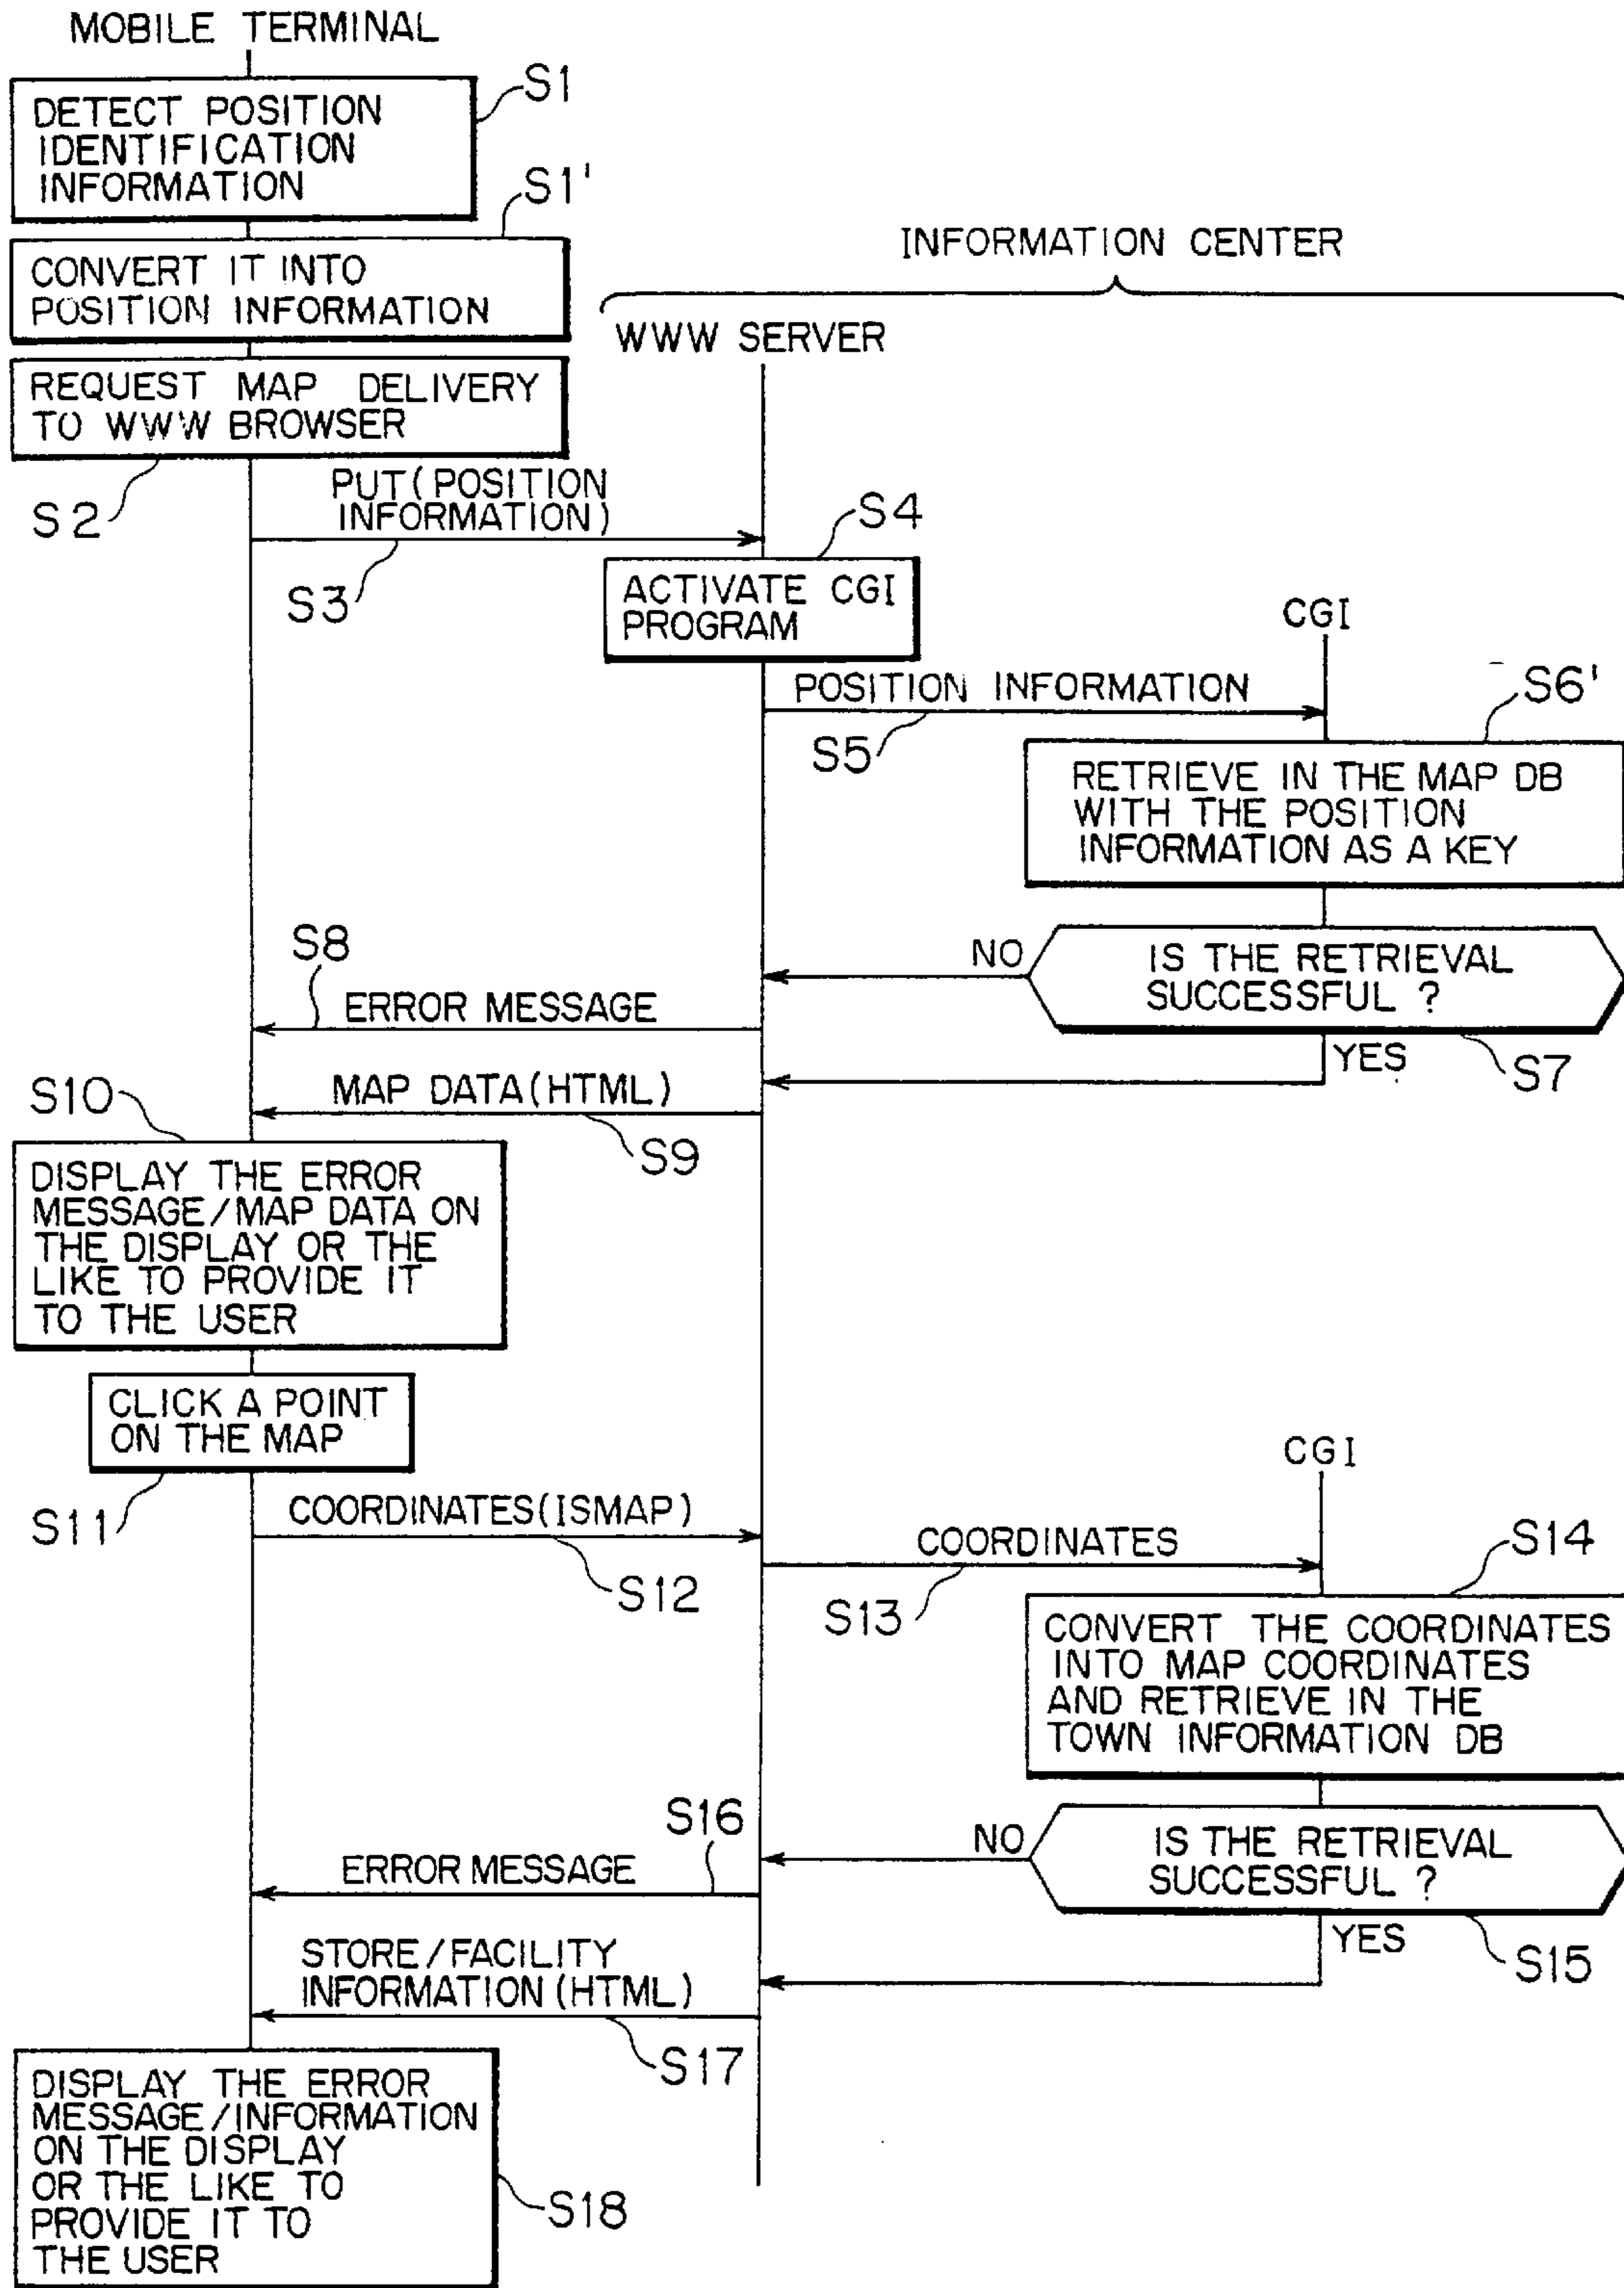 MOBILE TERMINAL
S1
DETECT POSITION
IDENTIFICATION
INFORMATION
S1'
CONVERT IT INTO
POSITION INFORMATION
INFORMATION CENTER
WWW SERVER
REQUEST MAP DELIVERY
TO WWW BROWSER
S2
PUT(POSITION
INFORMATION)
S3
S4
ACTIVATE CGI
PROGRAM
CGI
POSITION INFORMATION
S5
S6'
RETRIEVE IN THE MAP DB
WITH THE POSITION
INFORMATION AS A KEY
NO
IS THE RETRIEVAL
SUCCESSFUL ?
S8
ERROR MESSAGE
YES
S7
MAP DATA(HTML)
S9
S10
DISPLAY THE ERROR
MESSAGE/MAP DATA ON
THE DISPLAY OR THE
LIKE TO PROVIDE IT
TO THE USER
CLICK A POINT
ON THE MAP
S11
COORDINATES(ISMAP)
S12
CGI
COORDINATES
S13
S14
CONVERT THE COORDINATES
INTO MAP COORDINATES
AND RETRIEVE IN THE
TOWN INFORMATION DB
NO
IS THE RETRIEVAL
SUCCESSFUL ?
S16
ERROR MESSAGE
YES
S15
STORE/FACILITY
INFORMATION(HTML)
S17
DISPLAY THE ERROR
MESSAGE/INFORMATION
ON THE DISPLAY
OR THE LIKE TO
PROVIDE IT TO
THE USER
S18